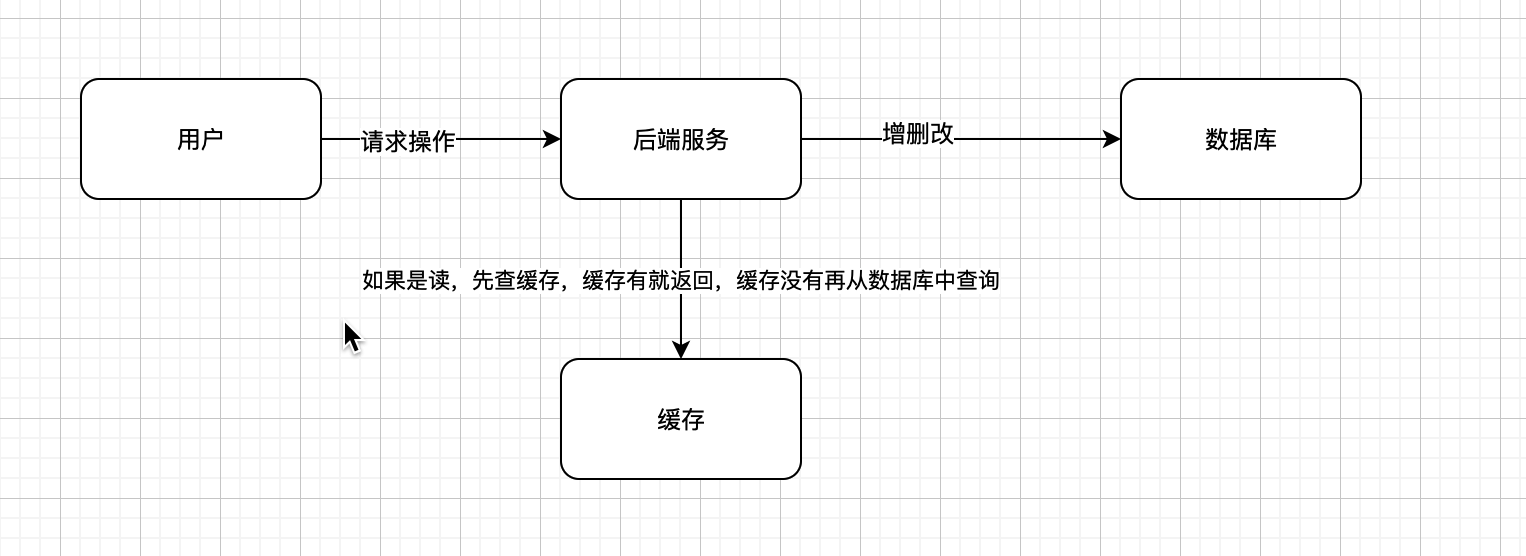 用户
请求操作
后端服务
增删改
数据库
如果是读，先查缓存，缓存有就返回，缓存没有再从数据库中查询
缓存